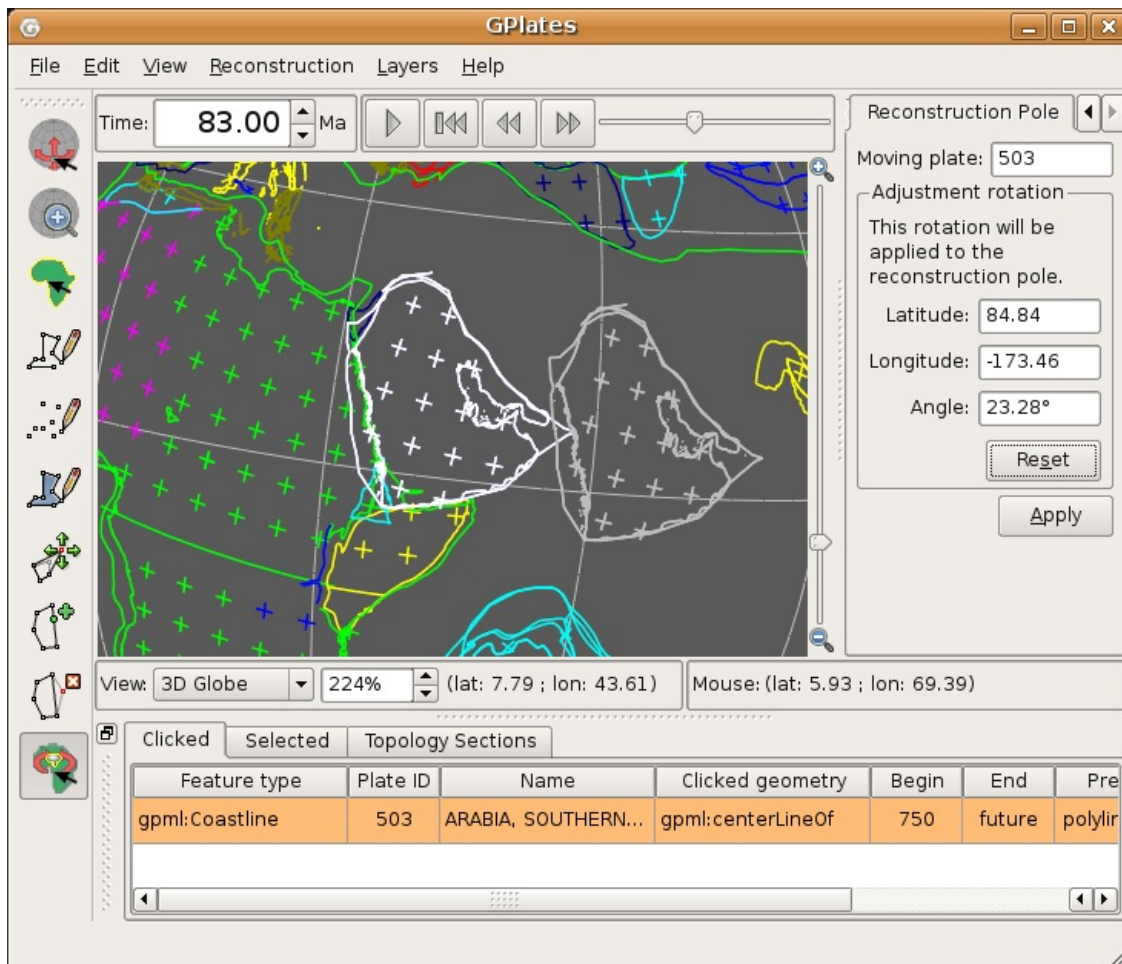 GPlates
File Edit View Reconstruction Layers Help
Time: 83.00 Ma
Reconstruction Pole
Moving plate: 503
Adjustment rotation
This rotation will be
applied to the
reconstruction pole.
Latitude: 84.84
Longitude: -173.46
Angle: 23.28°
Reset
Apply
View: 3D Globe 224% (lat: 7.79 ; lon: 43.61) Mouse: (lat: 5.93 ; lon: 69.39)
Clicked Selected Topology Sections
Feature type Plate ID Name Clicked geometry Begin End Pre
gpml:Coastline 503 ARABIA, SOUTHERN... gpml:centerLineOf 750 future polylin